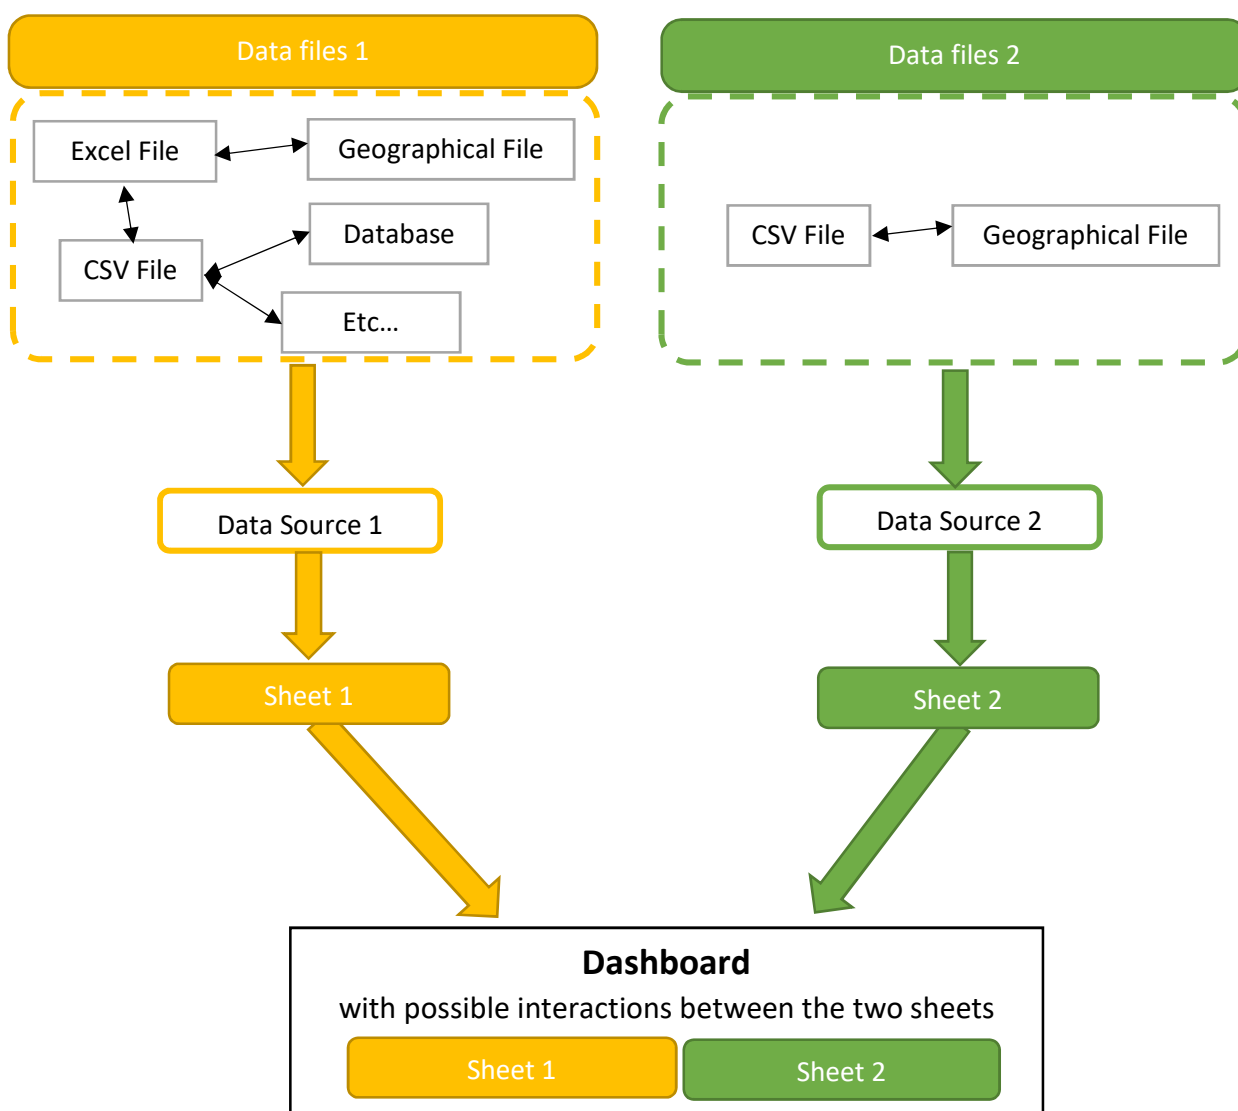 Data files 1
Excel File
Geographical File
Database
CSV File
Etc...
Data Source 1
Sheet 1
Data files 2
CSV File
Geographical File
Data Source 2
Sheet 2
Dashboard
with possible interactions between the two sheets
Sheet 1
Sheet 2